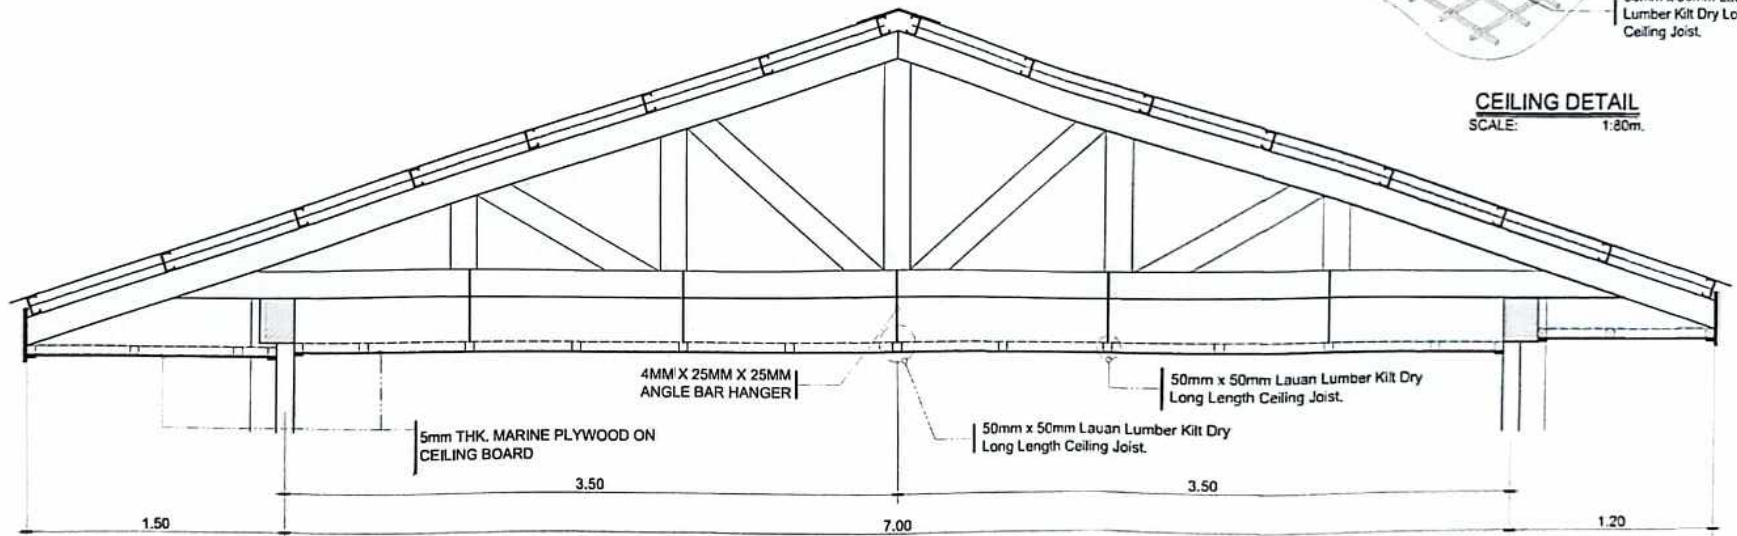 Lumber Kilt Dry
Ceiling Joist.
CEILING DETAIL
SCALE: 1:80m.
4MM X 25MM X 25MM
ANGLE BAR HANGER
50mm x 50mm Lauan Lumber Kilt Dry
Long Length Ceiling Joist.
5mm THK. MARINE PLYWOOD ON
CEILING BOARD
50mm x 50mm Lauan Lumber Kilt Dry
Long Length Ceiling Joist.
3.50 3.50
1.50 7.00 1.20